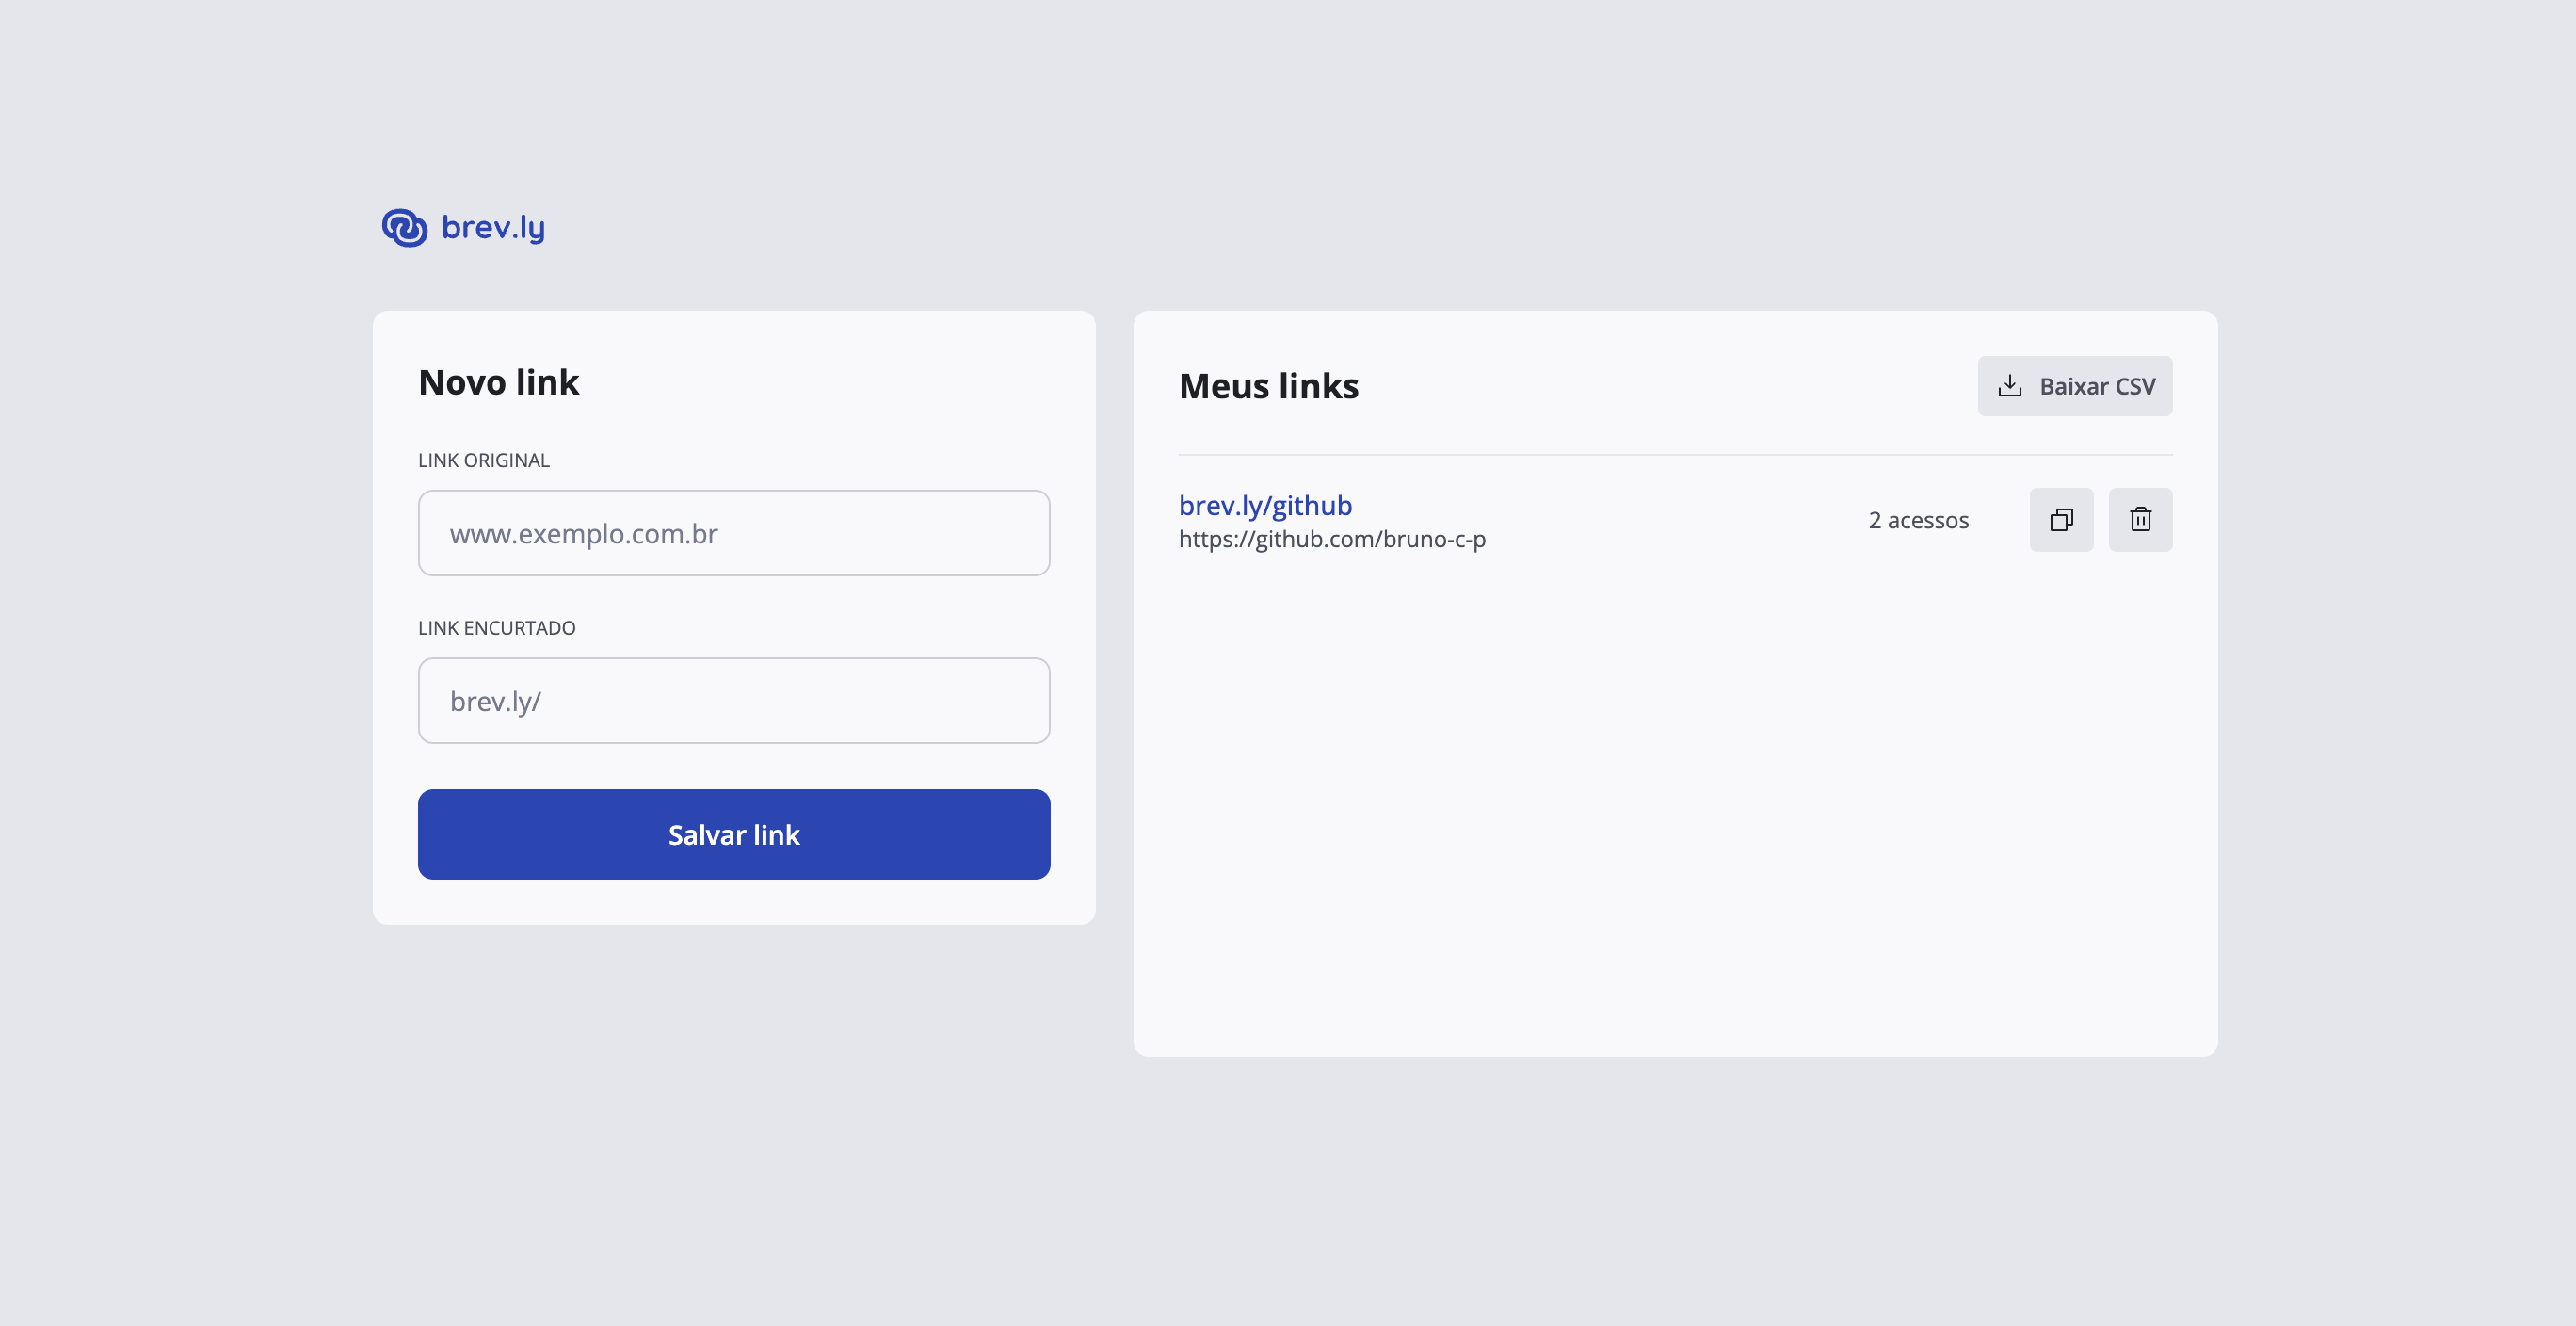 brev.ly
Novo link
LINK ORIGINAL
www.exemplo.com.br
LINK ENCURTADO
brev.ly/
Salvar link
Meus links
Baixar CSV
brev.ly/github
https://github.com/bruno-c-p
2 acessos